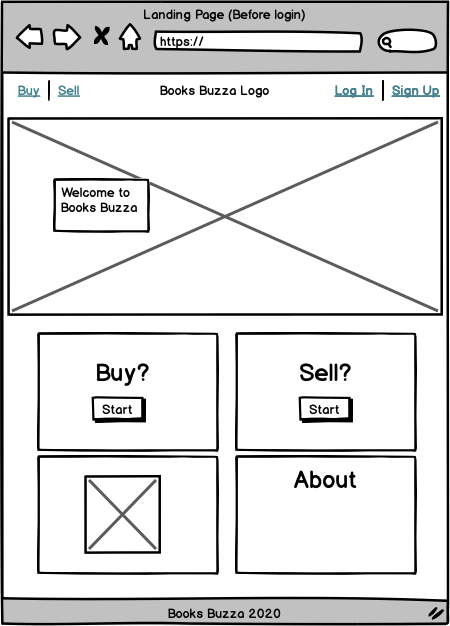 Landing Page (Before login)
https://
Buy
Sell
Books Buzza Logo
Log In
Sign Up
Welcome to
Books Buzza
Buy?
Start
Sell?
Start
About
Books Buzza 2020